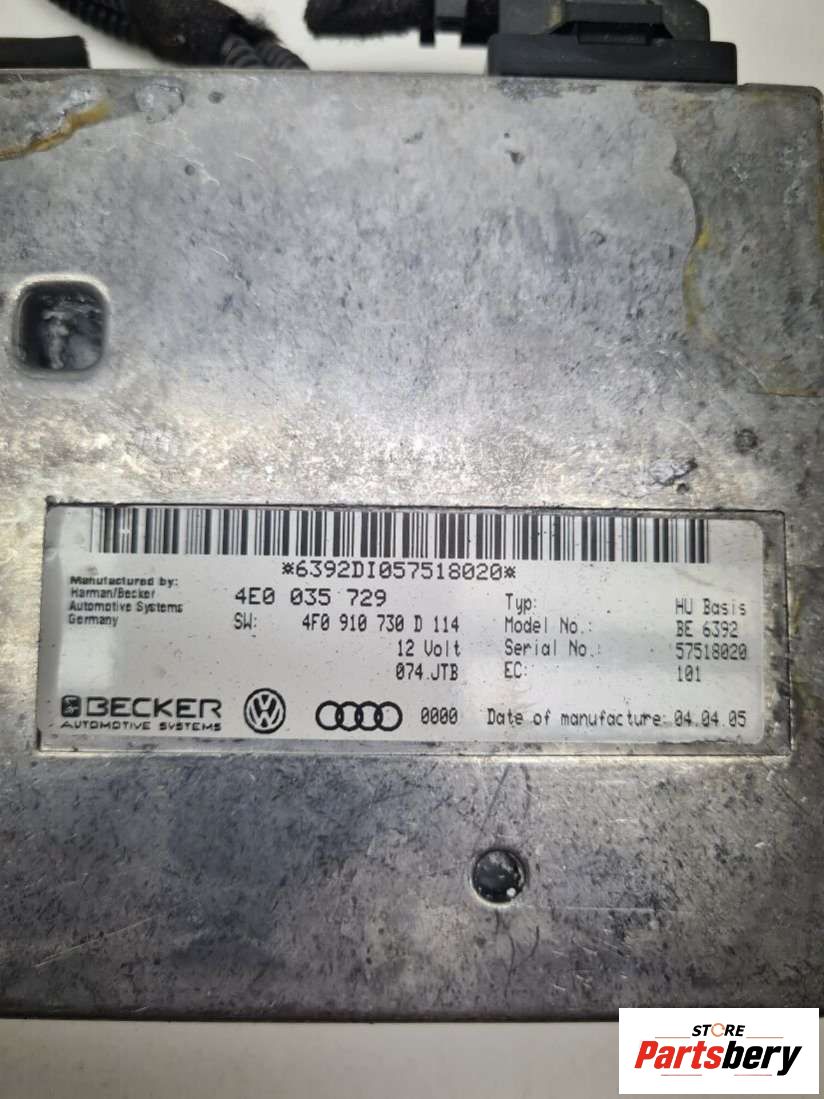 *6392DI057518020*
Manufactured by:
Harman/Becker
Automotive Systems
Germany
4E0 035 729
SW: 4F0 910 730 D 114
12 Volt
074.JTB
Typ: HU Basis
Model No.: BE 6392
Serial No.: 57518020
EC: 101
BECKER
AUTOMOTIVE SYSTEMS
0000
Date of manufacture: 04.04.05
STORE
Partsbery